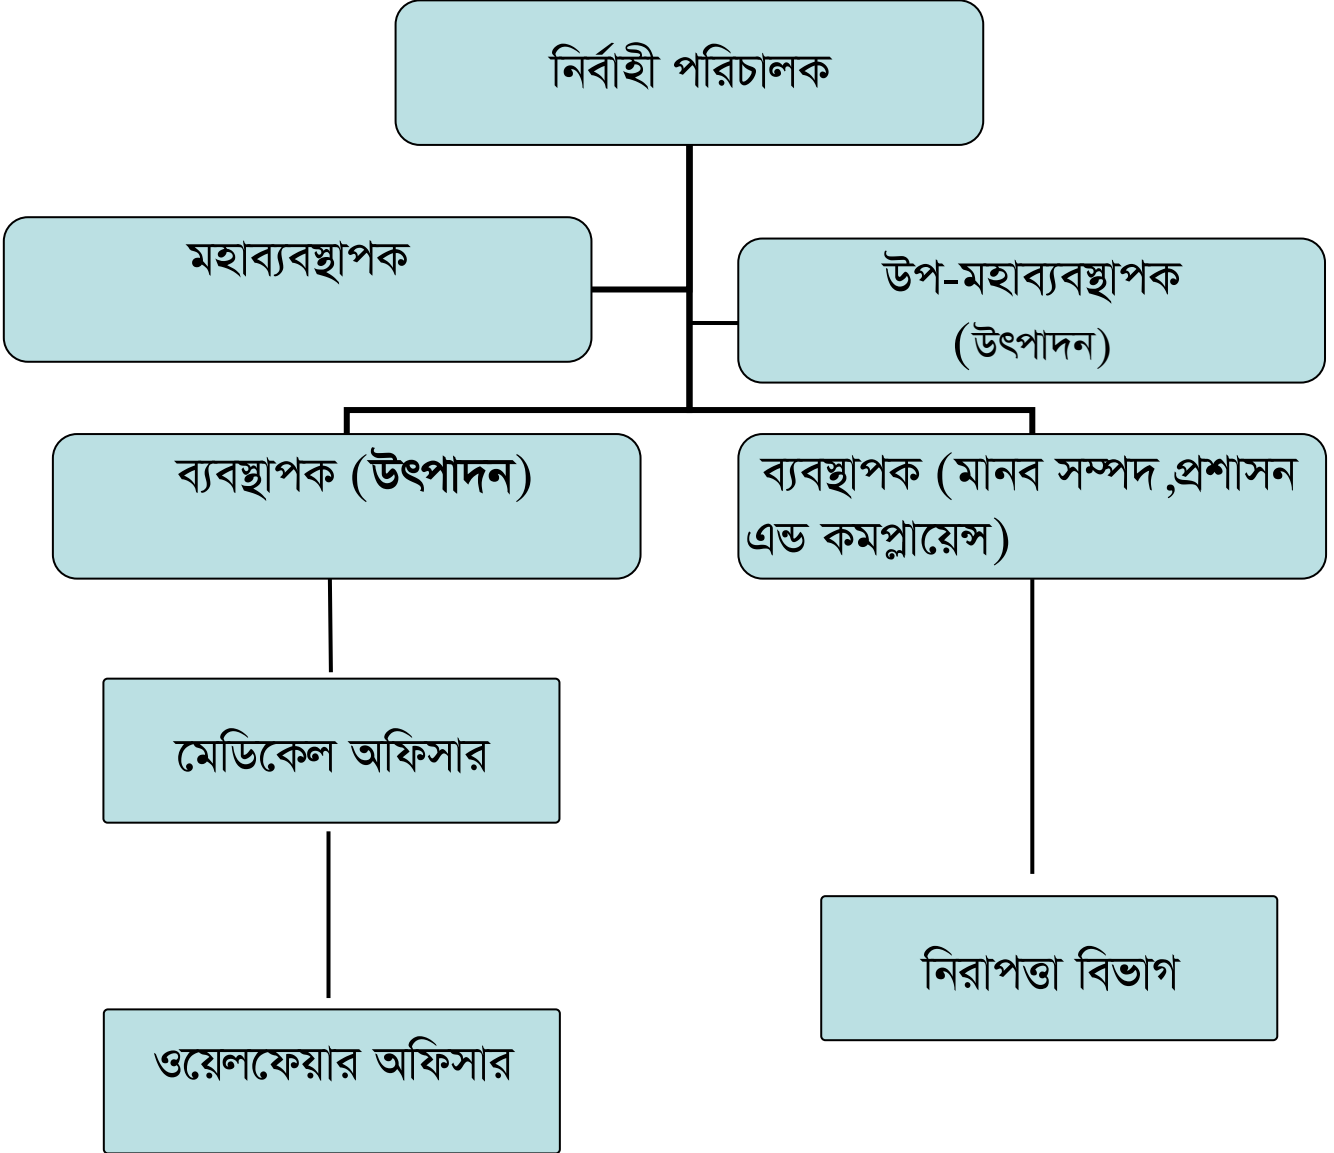 নির্বাহী পরিচালক
মহাব্যবস্থাপক
উপ-মহাব্যবস্থাপক
(উৎপাদন)
ব্যবস্থাপক (উৎপাদন)
ব্যবস্থাপক (মানব সম্পদ ,প্রশাসন
এন্ড কমপ্লায়েন্স)
মেডিকেল অফিসার
নিরাপত্তা বিভাগ
ওয়েলফেয়ার অফিসার